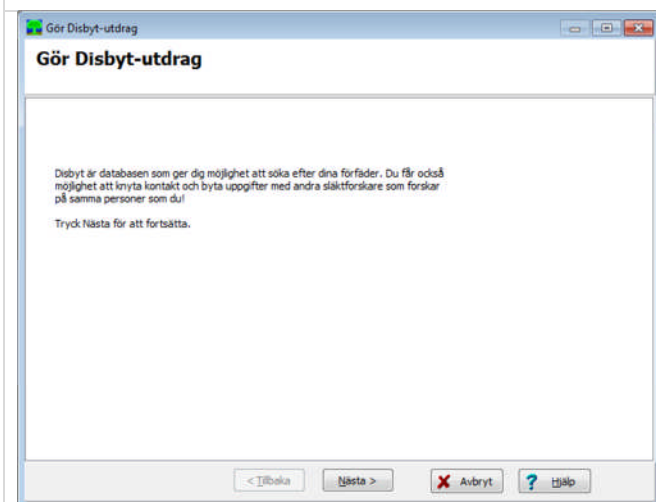 Gör Disbyt-utdrag
Gör Disbyt-utdrag
Disbyt är databasen som ger dig möjlighet att söka efter dina förfäder. Du får också
möjlighet att knyta kontakt och byta uppgifter med andra släktforskare som forskar
på samma personer som du!
Tryck Nästa för att fortsätta.
< Tillbaka Nästa > Avbryt ? Hjälp